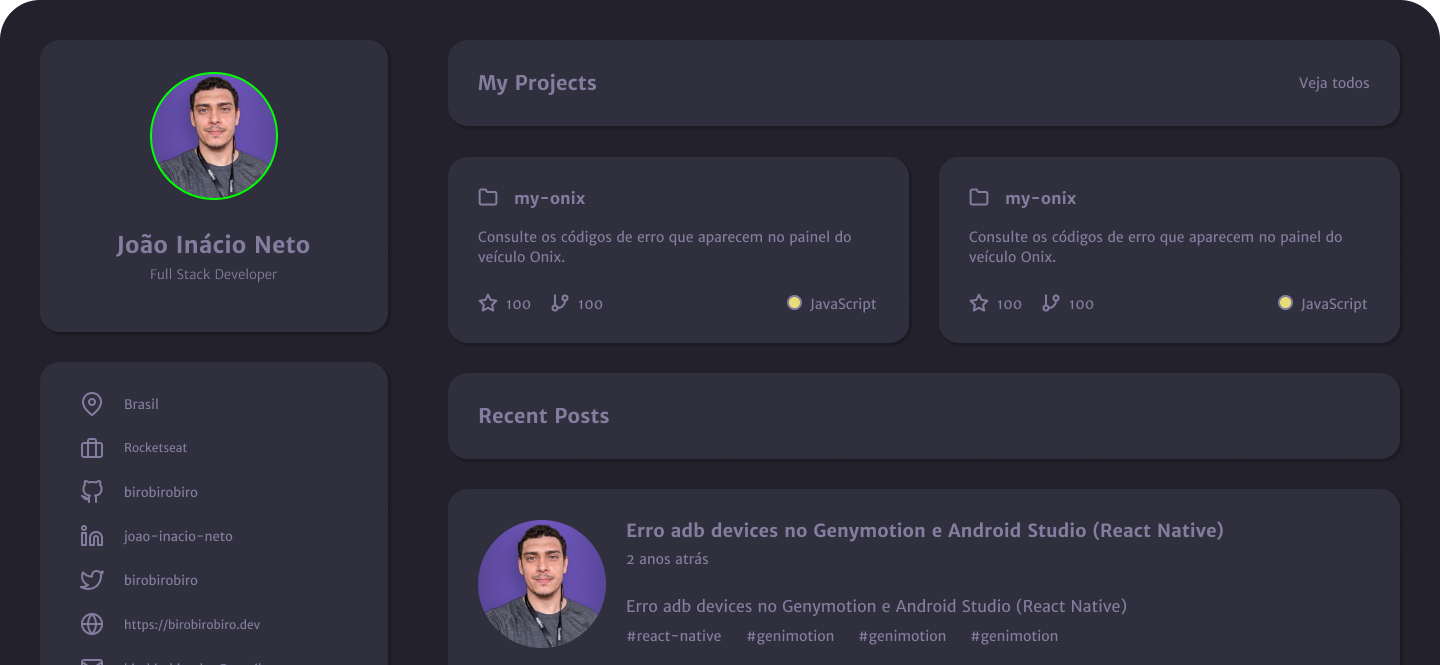 João Inácio Neto
Full Stack Developer
Brasil
Rocketseat
birobirobiro
joao-inacio-neto
birobirobiro
https://birobirobiro.dev
My Projects
Veja todos
my-onix
Consulte os códigos de erro que aparecem no painel do
veículo Onix.
100 100 JavaScript
my-onix
Consulte os códigos de erro que aparecem no painel do
veículo Onix.
100 100 JavaScript
Recent Posts
Erro adb devices no Genymotion e Android Studio (React Native)
2 anos atrás
Erro adb devices no Genymotion e Android Studio (React Native)
#react-native #genimotion #genimotion #genimotion